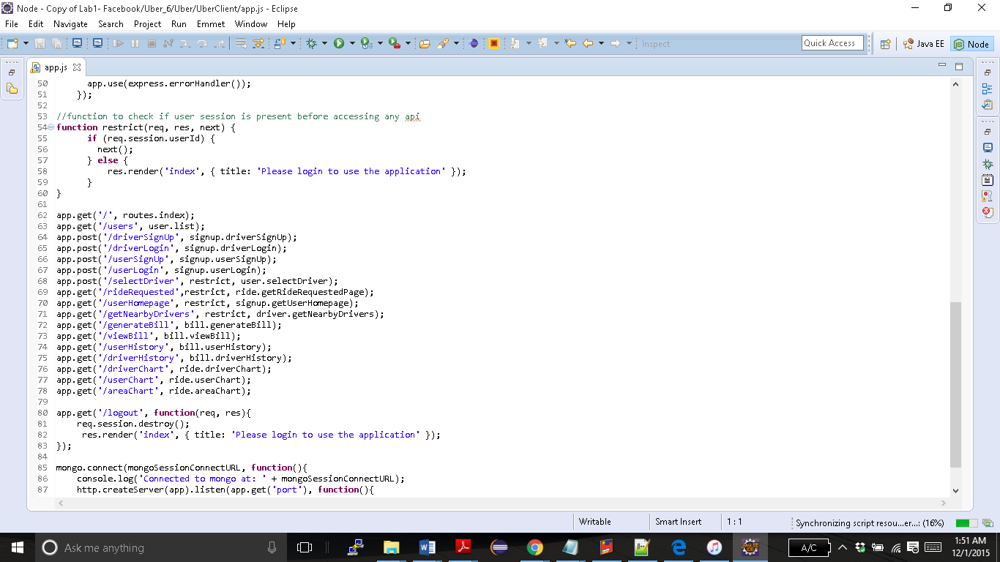 Node - Copy of Lab1- Facebook/Uber_6/Uber/UberClient/app.js - Eclipse
File Edit Navigate Search Project Run Emmet Window Help
Inspect
Quick Access
Java EE
Node
app.js
50 app.use(express.errorHandler());
51 });
52
53 //function to check if user session is present before accessing any api
54 function restrict(req, res, next) {
55 if (req.session.userId) {
56 next();
57 } else {
58 res.render('index', { title: 'Please login to use the application' });
59 }
60 }
61
62 app.get('/', routes.index);
63 app.get('/users', user.list);
64 app.post('/driverSignUp', signup.driverSignUp);
65 app.post('/driverLogin', signup.driverLogin);
66 app.post('/userSignUp', signup.userSignUp);
67 app.post('/userLogin', signup.userLogin);
68 app.post('/selectDriver', restrict, user.selectDriver);
69 app.get('/rideRequested',restrict, ride.getRideRequestedPage);
70 app.get('/userHomepage', restrict, signup.getUserHomepage);
71 app.get('/getNearbyDrivers', restrict, driver.getNearbyDrivers);
72 app.get('/generateBill', bill.generateBill);
73 app.get('/viewBill', bill.viewBill);
74 app.get('/userHistory', bill.userHistory);
75 app.get('/driverHistory', bill.driverHistory);
76 app.get('/driverChart', ride.driverChart);
77 app.get('/userChart', ride.userChart);
78 app.get('/areaChart', ride.areaChart);
79
80 app.get('/logout', function(req, res){
81 req.session.destroy();
82 res.render('index', { title: 'Please login to use the application' });
83 });
84
85 mongo.connect(mongoSessionConnectURL, function(){
86 console.log('Connected to mongo at: ' + mongoSessionConnectURL);
87 http.createServer(app).listen(app.get('port'), function(){
Writable
Smart Insert
1 : 1
Synchronizing script resou...er...: (16%)
Ask me anything
A/C
1:51 AM
12/1/2015